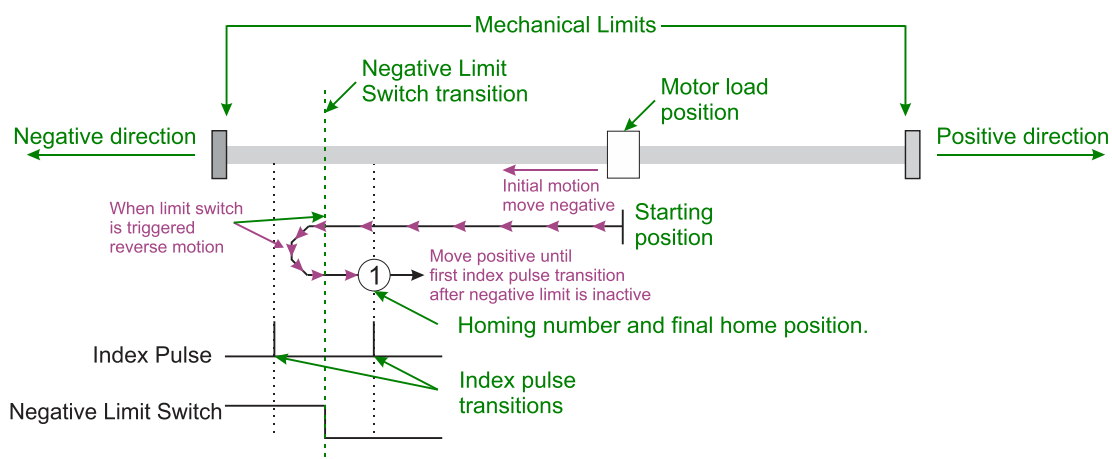 Mechanical Limits
Negative Limit
Switch transition
Motor load
position
Negative direction
Positive direction
Initial motion
move negative
When limit switch
is triggered
reverse motion
Starting
position
1
Move positive until
first index pulse transition
after negative limit is inactive
Homing number and final home position.
Index Pulse
Index pulse
transitions
Negative Limit Switch